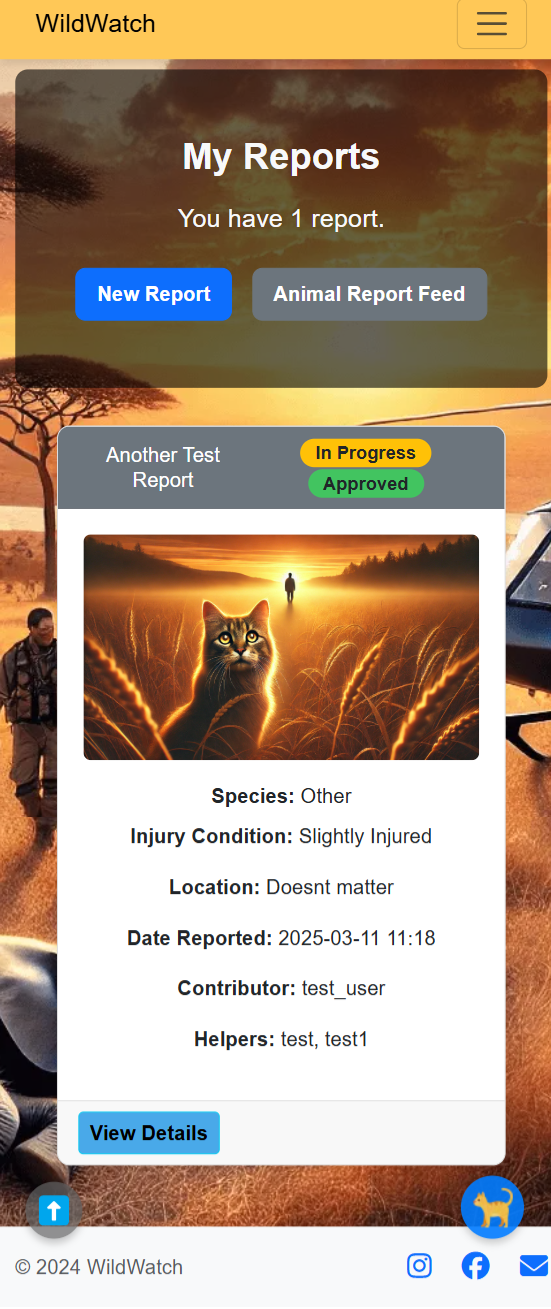 WildWatch
My Reports
You have 1 report.
New Report
Animal Report Feed
Another Test
Report
In Progress
Approved
Species: Other
Injury Condition: Slightly Injured
Location: Doesnt matter
Date Reported: 2025-03-11 11:18
Contributor: test_user
Helpers: test, test1
View Details
© 2024 WildWatch